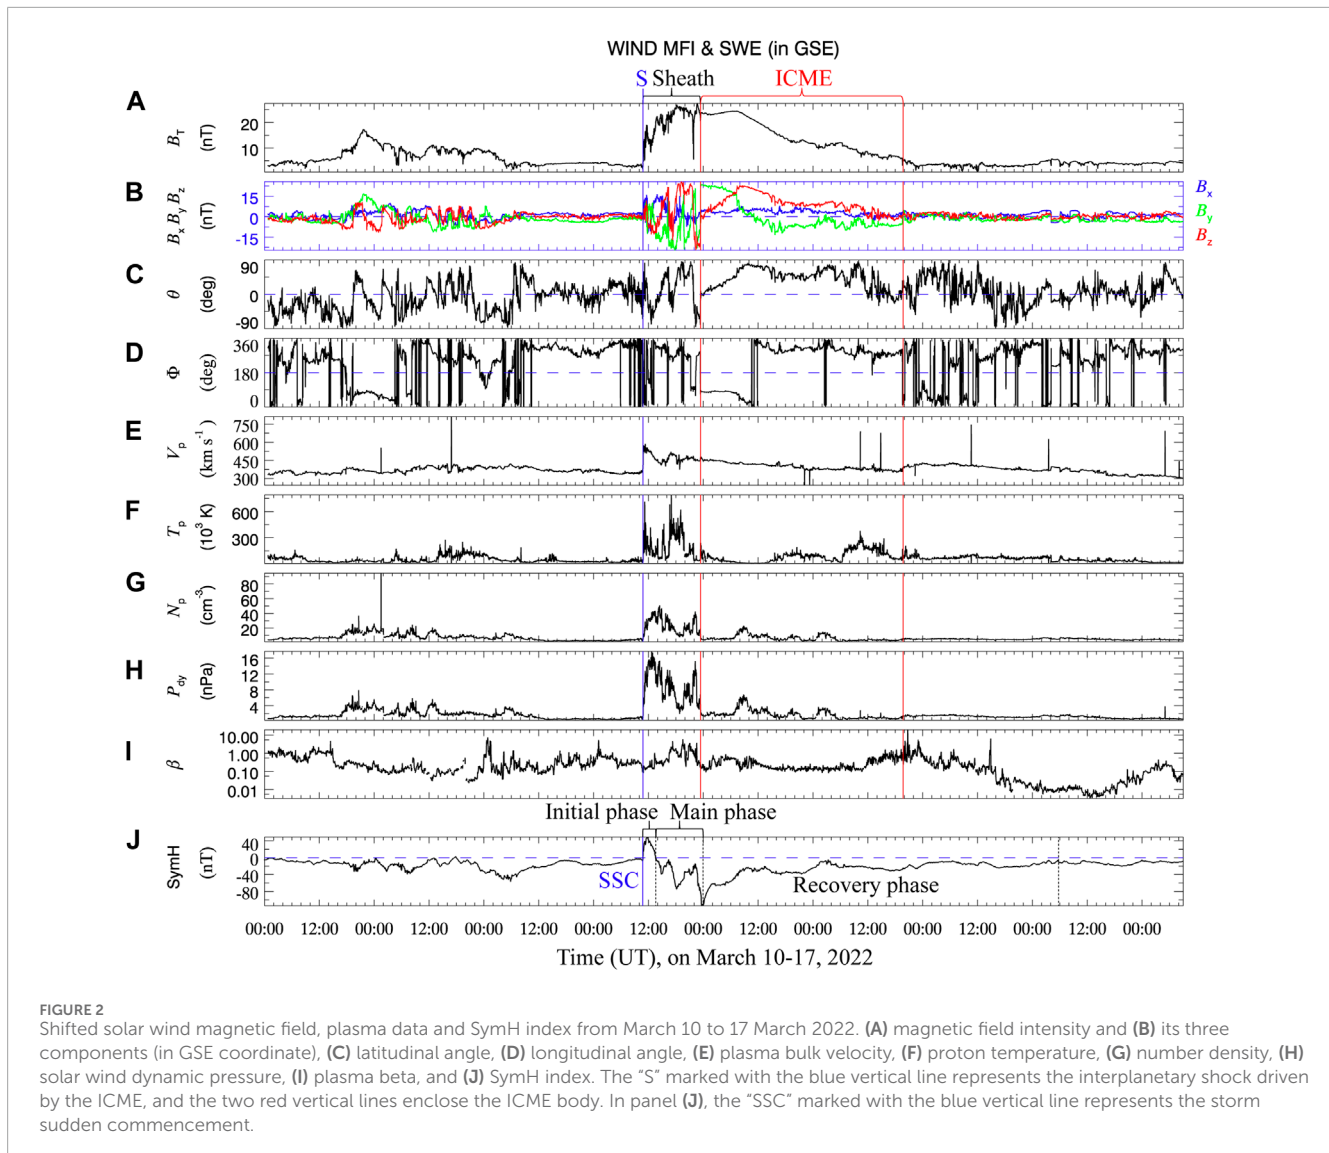 WIND MFI & SWE (in GSE)
S Sheath ICME
A
B_T
(nT)
20
10
B
B_x B_y B_z
(nT)
15
0
-15
B_x
B_y
B_z
C
θ
(deg)
90
0
-90
D
Φ
(deg)
360
180
0
E
V_p
(km s⁻¹)
750
600
450
300
F
T_p
(10³ K)
600
300
G
N_p
(cm⁻³)
80
60
40
20
H
P_dy
(nPa)
16
12
8
4
I
β
10.00
1.00
0.10
0.01
Initial phase Main phase
J
SymH
(nT)
40
0
-40
-80
SSC
Recovery phase
00:00 12:00 00:00 12:00 00:00 12:00 00:00 12:00 00:00 12:00 00:00 12:00 00:00 12:00 00:00 12:00 00:00
Time (UT), on March 10-17, 2022
FIGURE 2
Shifted solar wind magnetic field, plasma data and SymH index from March 10 to 17 March 2022. (A) magnetic field intensity and (B) its three
components (in GSE coordinate), (C) latitudinal angle, (D) longitudinal angle, (E) plasma bulk velocity, (F) proton temperature, (G) number density, (H)
solar wind dynamic pressure, (I) plasma beta, and (J) SymH index. The “S” marked with the blue vertical line represents the interplanetary shock driven
by the ICME, and the two red vertical lines enclose the ICME body. In panel (J), the “SSC” marked with the blue vertical line represents the storm
sudden commencement.